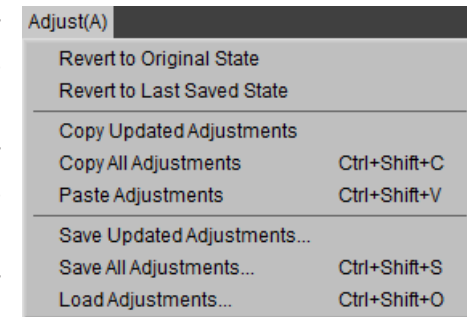 Adjust(A)
Revert to Original State
Revert to Last Saved State
Copy Updated Adjustments
Copy All Adjustments Ctrl+Shift+C
Paste Adjustments Ctrl+Shift+V
Save Updated Adjustments...
Save All Adjustments... Ctrl+Shift+S
Load Adjustments... Ctrl+Shift+O